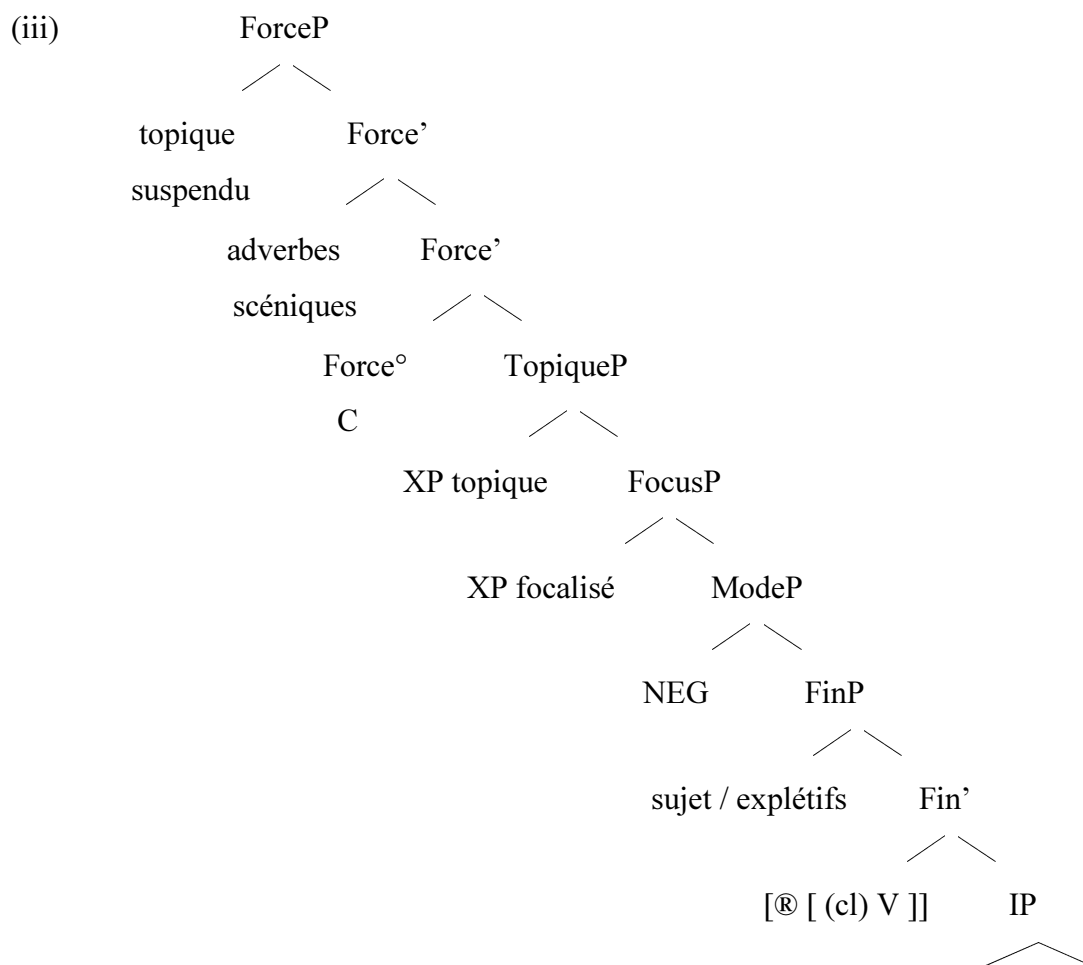 (iii) ForceP
topique Force’
suspendu
adverbes Force’
scéniques
Force° TopiqueP
C
XP topique FocusP
XP focalisé ModeP
NEG FinP
sujet / explétifs Fin’
[® [ (cl) V ]] IP